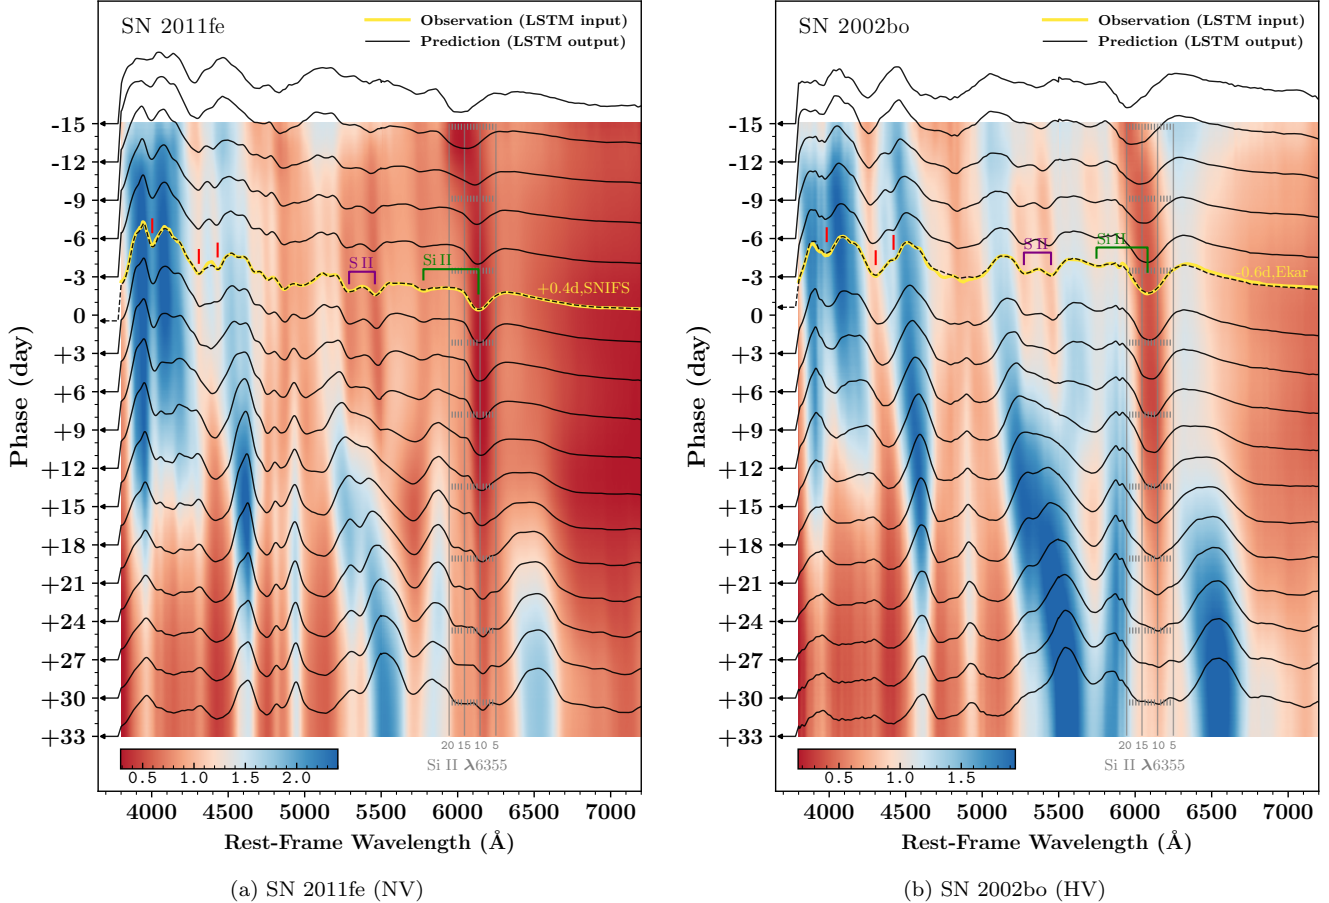 SN 2011fe
Observation (LSTM input)
Prediction (LSTM output)
-15
-12
-9
-6
-3
0
+3
+6
+9
+12
+15
+18
+21
+24
+27
+30
+33
Phase (day)
S II
Si II
+0.4d,SNIFS
20 15 10 5
Si II λ6355
0.5 1.0 1.5 2.0
4000 4500 5000 5500 6000 6500 7000
Rest-Frame Wavelength (Å)
(a) SN 2011fe (NV)
SN 2002bo
Observation (LSTM input)
Prediction (LSTM output)
-15
-12
-9
-6
-3
0
+3
+6
+9
+12
+15
+18
+21
+24
+27
+30
+33
Phase (day)
S II
Si II
-0.6d,Ekar
20 15 10 5
Si II λ6355
0.5 1.0 1.5
4000 4500 5000 5500 6000 6500 7000
Rest-Frame Wavelength (Å)
(b) SN 2002bo (HV)